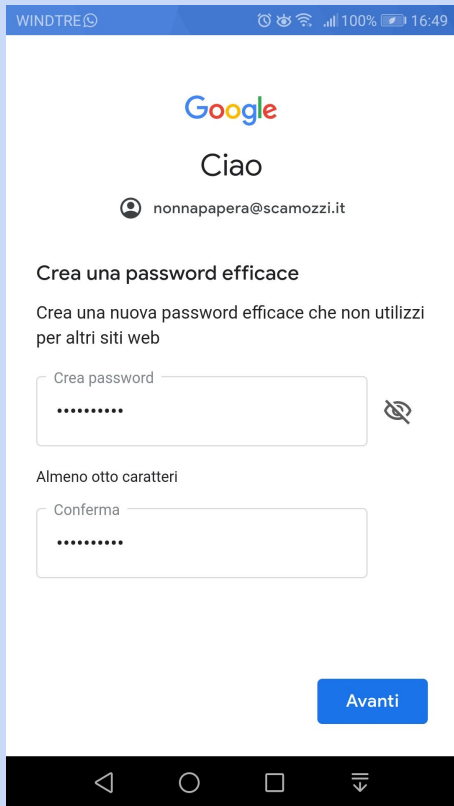 WINDTRE 100% 16:49
Google
Ciao
nonnapapera@scamozzi.it
Crea una password efficace
Crea una nuova password efficace che non utilizzi
per altri siti web
Crea password
••••••••••
Almeno otto caratteri
Conferma
••••••••••
Avanti